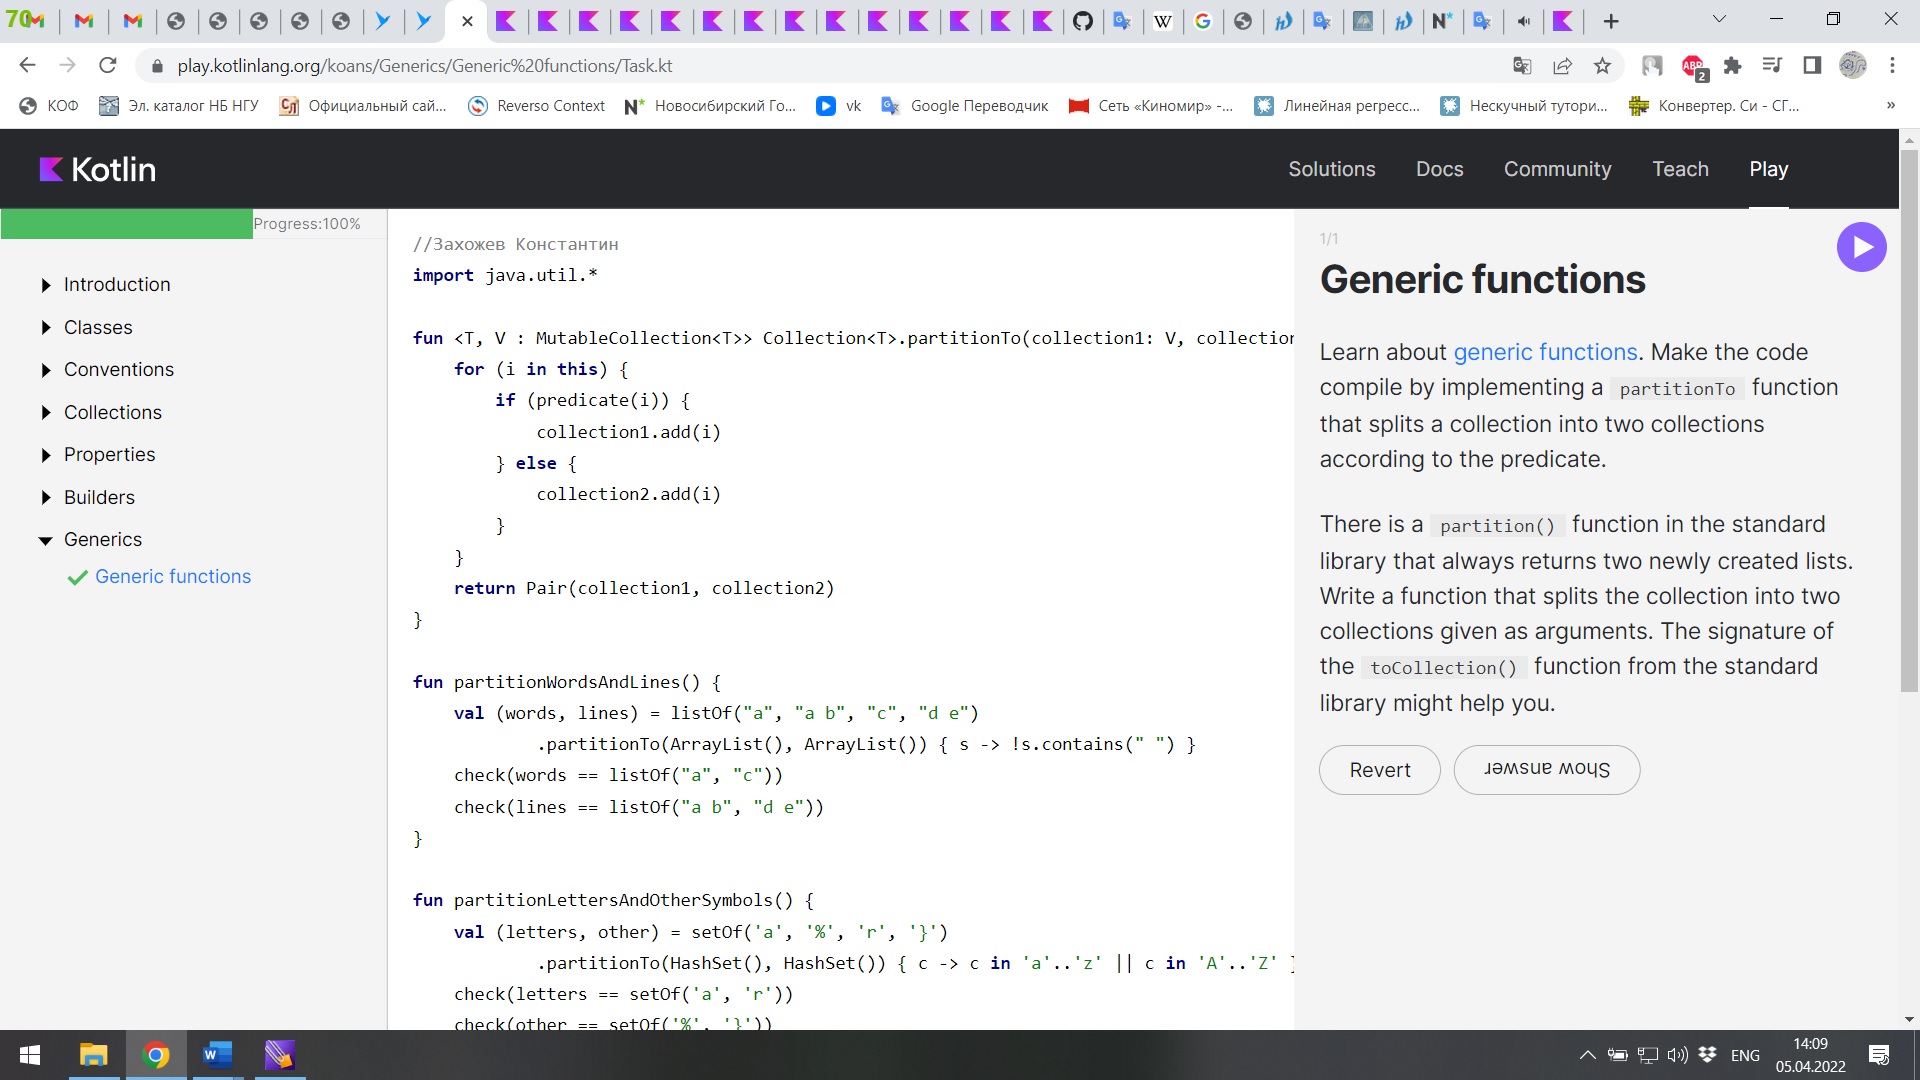 70
play.kotlinlang.org/koans/Generics/Generic%20functions/Task.kt
ABP
2
КОФ
Эл. каталог НБ НГУ
Официальный сай...
Reverso Context
Новосибирский Го...
vk
Google Переводчик
Сеть «Киномир» -...
Линейная регресс...
Нескучный тутори...
Конвертер. Си - СГ...
»
Kotlin
Solutions
Docs
Community
Teach
Play
Progress:100%
Introduction
Classes
Conventions
Collections
Properties
Builders
Generics
Generic functions
//Захожев Константин
import java.util.*
fun <T, V : MutableCollection<T>> Collection<T>.partitionTo(collection1: V, collection
for (i in this) {
if (predicate(i)) {
collection1.add(i)
} else {
collection2.add(i)
}
}
return Pair(collection1, collection2)
}
fun partitionWordsAndLines() {
val (words, lines) = listOf("a", "a b", "c", "d e")
.partitionTo(ArrayList(), ArrayList()) { s -> !s.contains(" ") }
check(words == listOf("a", "c"))
check(lines == listOf("a b", "d e"))
}
fun partitionLettersAndOtherSymbols() {
val (letters, other) = setOf('a', '%', 'r', '}')
.partitionTo(HashSet(), HashSet()) { c -> c in 'a'..'z' || c in 'A'..'Z' }
check(letters == setOf('a', 'r'))
check(other == setOf('%', '}'))
1/1
Generic functions
Learn about generic functions. Make the code
compile by implementing a partitionTo function
that splits a collection into two collections
according to the predicate.
There is a partition() function in the standard
library that always returns two newly created lists.
Write a function that splits the collection into two
collections given as arguments. The signature of
the toCollection() function from the standard
library might help you.
Revert
Show answer
ENG
14:09
05.04.2022